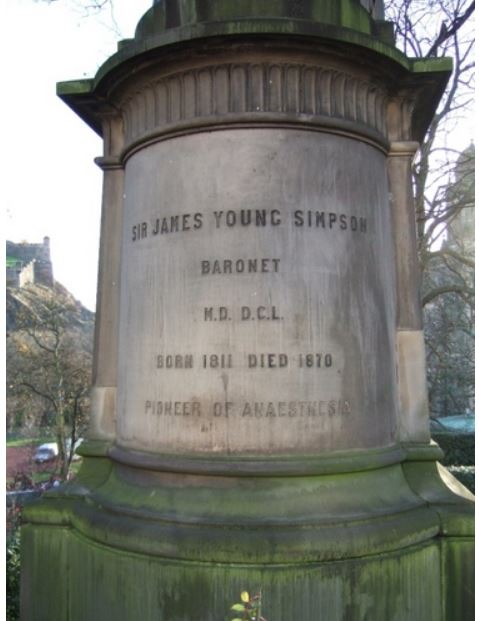 SIR JAMES YOUNG SIMPSON
BARONET
M.D. D.C.L.
BORN 1811 DIED 1870
PIONEER OF ANAESTHESIA